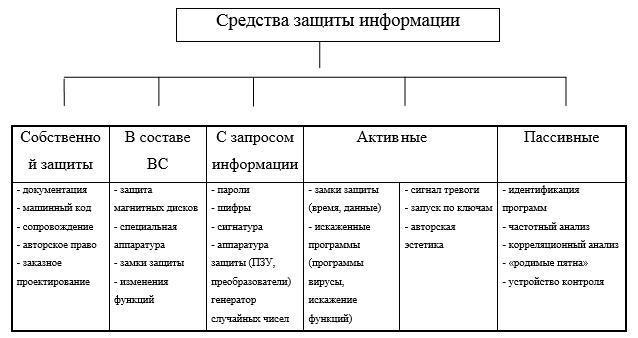 Средства защиты информации
Собственно
й защиты
- документация
- машинный код
- сопровождение
- авторское право
- заказное
проектирование
В составе
ВС
- защита
магнитных дисков
- специальная
аппаратура
- замки защиты
- изменения
функций
С запросом
информации
- пароли
- шифры
- сигнатура
- аппаратура
защиты (ПЗУ,
преобразователи)
генератор
случайных чисел
Активные
- замки защиты
(время, данные)
- искаженные
программы
(программы
вирусы,
искажение
функций)
- сигнал тревоги
- запуск по ключам
- авторская
эстетика
Пассивные
- идентификация
программ
- частотный анализ
- корреляционный анализ
- «родимые пятна»
- устройство контроля